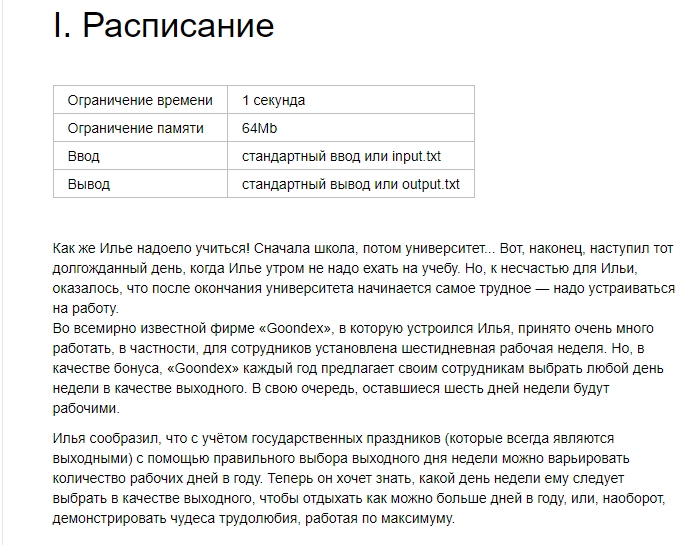 I. Расписание
Ограничение времени 1 секунда
Ограничение памяти 64Mb
Ввод стандартный ввод или input.txt
Вывод стандартный вывод или output.txt
Как же Илье надоело учиться! Сначала школа, потом университет... Вот, наконец, наступил тот
долгожданный день, когда Илье утром не надо ехать на учебу. Но, к несчастью для Ильи,
оказалось, что после окончания университета начинается самое трудное — надо устраиваться
на работу.
Во всемирно известной фирме «Goondex», в которую устроился Илья, принято очень много
работать, в частности, для сотрудников установлена шестидневная рабочая неделя. Но, в
качестве бонуса, «Goondex» каждый год предлагает своим сотрудникам выбрать любой день
недели в качестве выходного. В свою очередь, оставшиеся шесть дней недели будут
рабочими.
Илья сообразил, что с учётом государственных праздников (которые всегда являются
выходными) с помощью правильного выбора выходного дня недели можно варьировать
количество рабочих дней в году. Теперь он хочет знать, какой день недели ему следует
выбрать в качестве выходного, чтобы отдыхать как можно больше дней в году, или, наоборот,
демонстрировать чудеса трудолюбия, работая по максимуму.